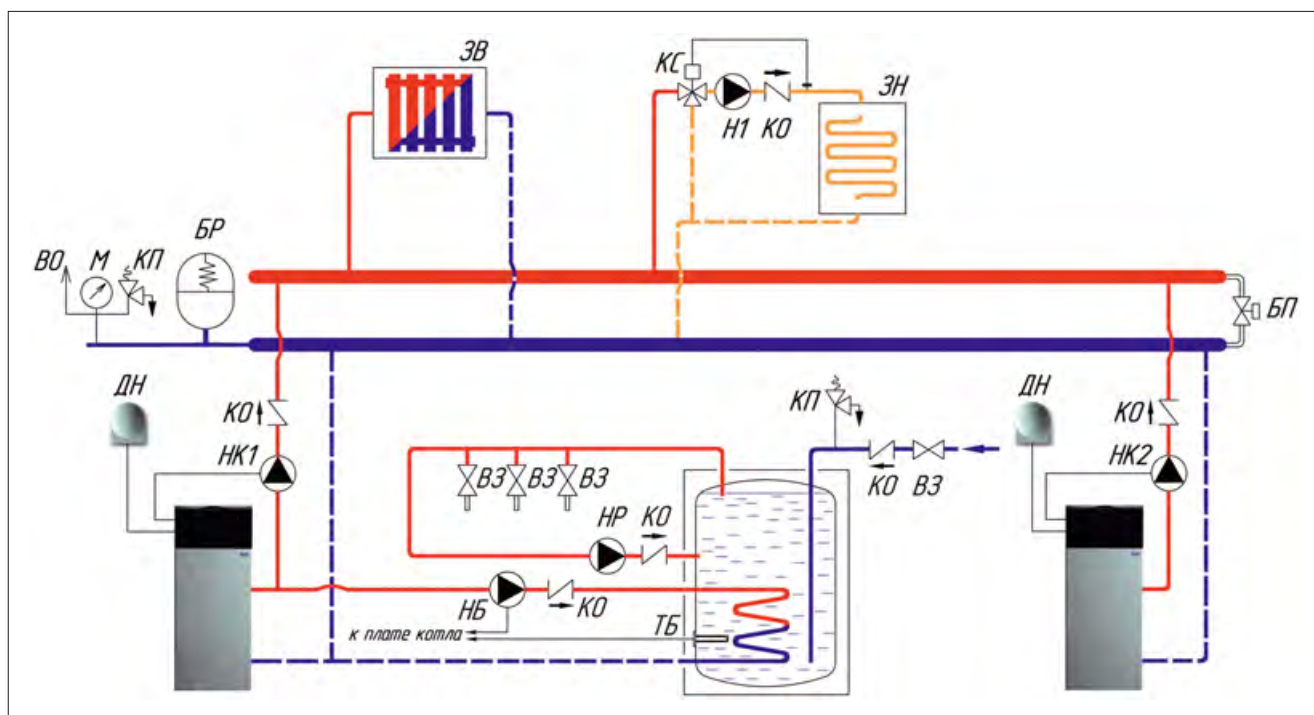 ЗВ
КС
Н1
КО
ЗН
ВО
М
КП
БР
БП
ДН
КО
НК1
ВЗ
ВЗ
ВЗ
НР
КО
КП
КО
ВЗ
ДН
КО
НК2
НБ
КО
ТБ
к плате котла